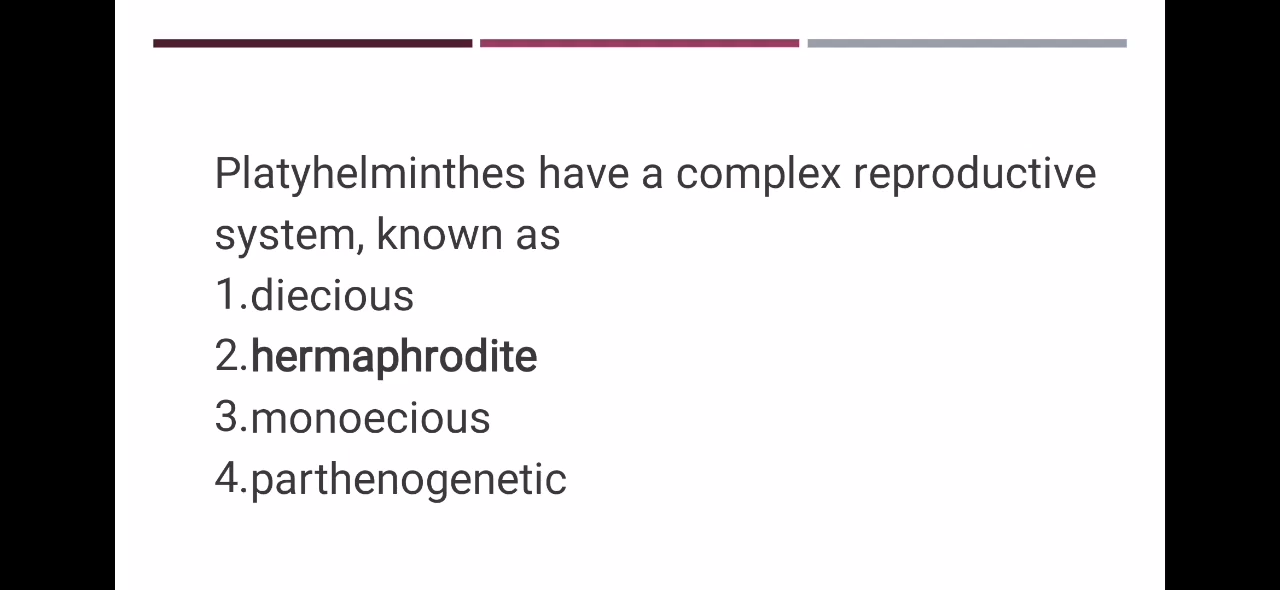 Platyhelminthes have a complex reproductive
system, known as
1.diecious
2.hermaphrodite
3.monoecious
4.parthenogenetic